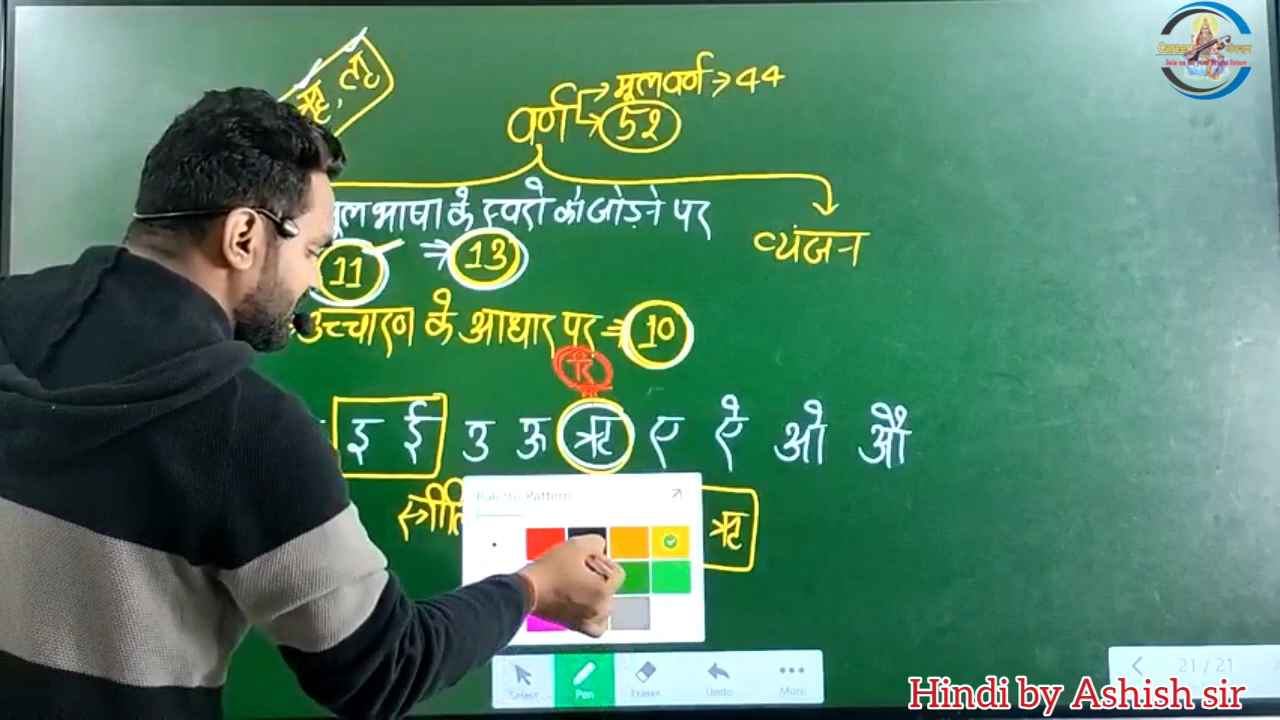 ॠ, लृ
वर्ण → मूलवर्ण → 44
→ 52
मूल भाषा के स्वरो को जोड़ने पर
व्यंजन
11 ⇒ 13
उच्चारण के आधार पर ⇒ 10
रि
इ ई उ ऊ ऋ ए ऐ ओ औ
ऋ
Palette Pattern
Select Pen Eraser Undo More
21 / 21
Hindi by Ashish sir